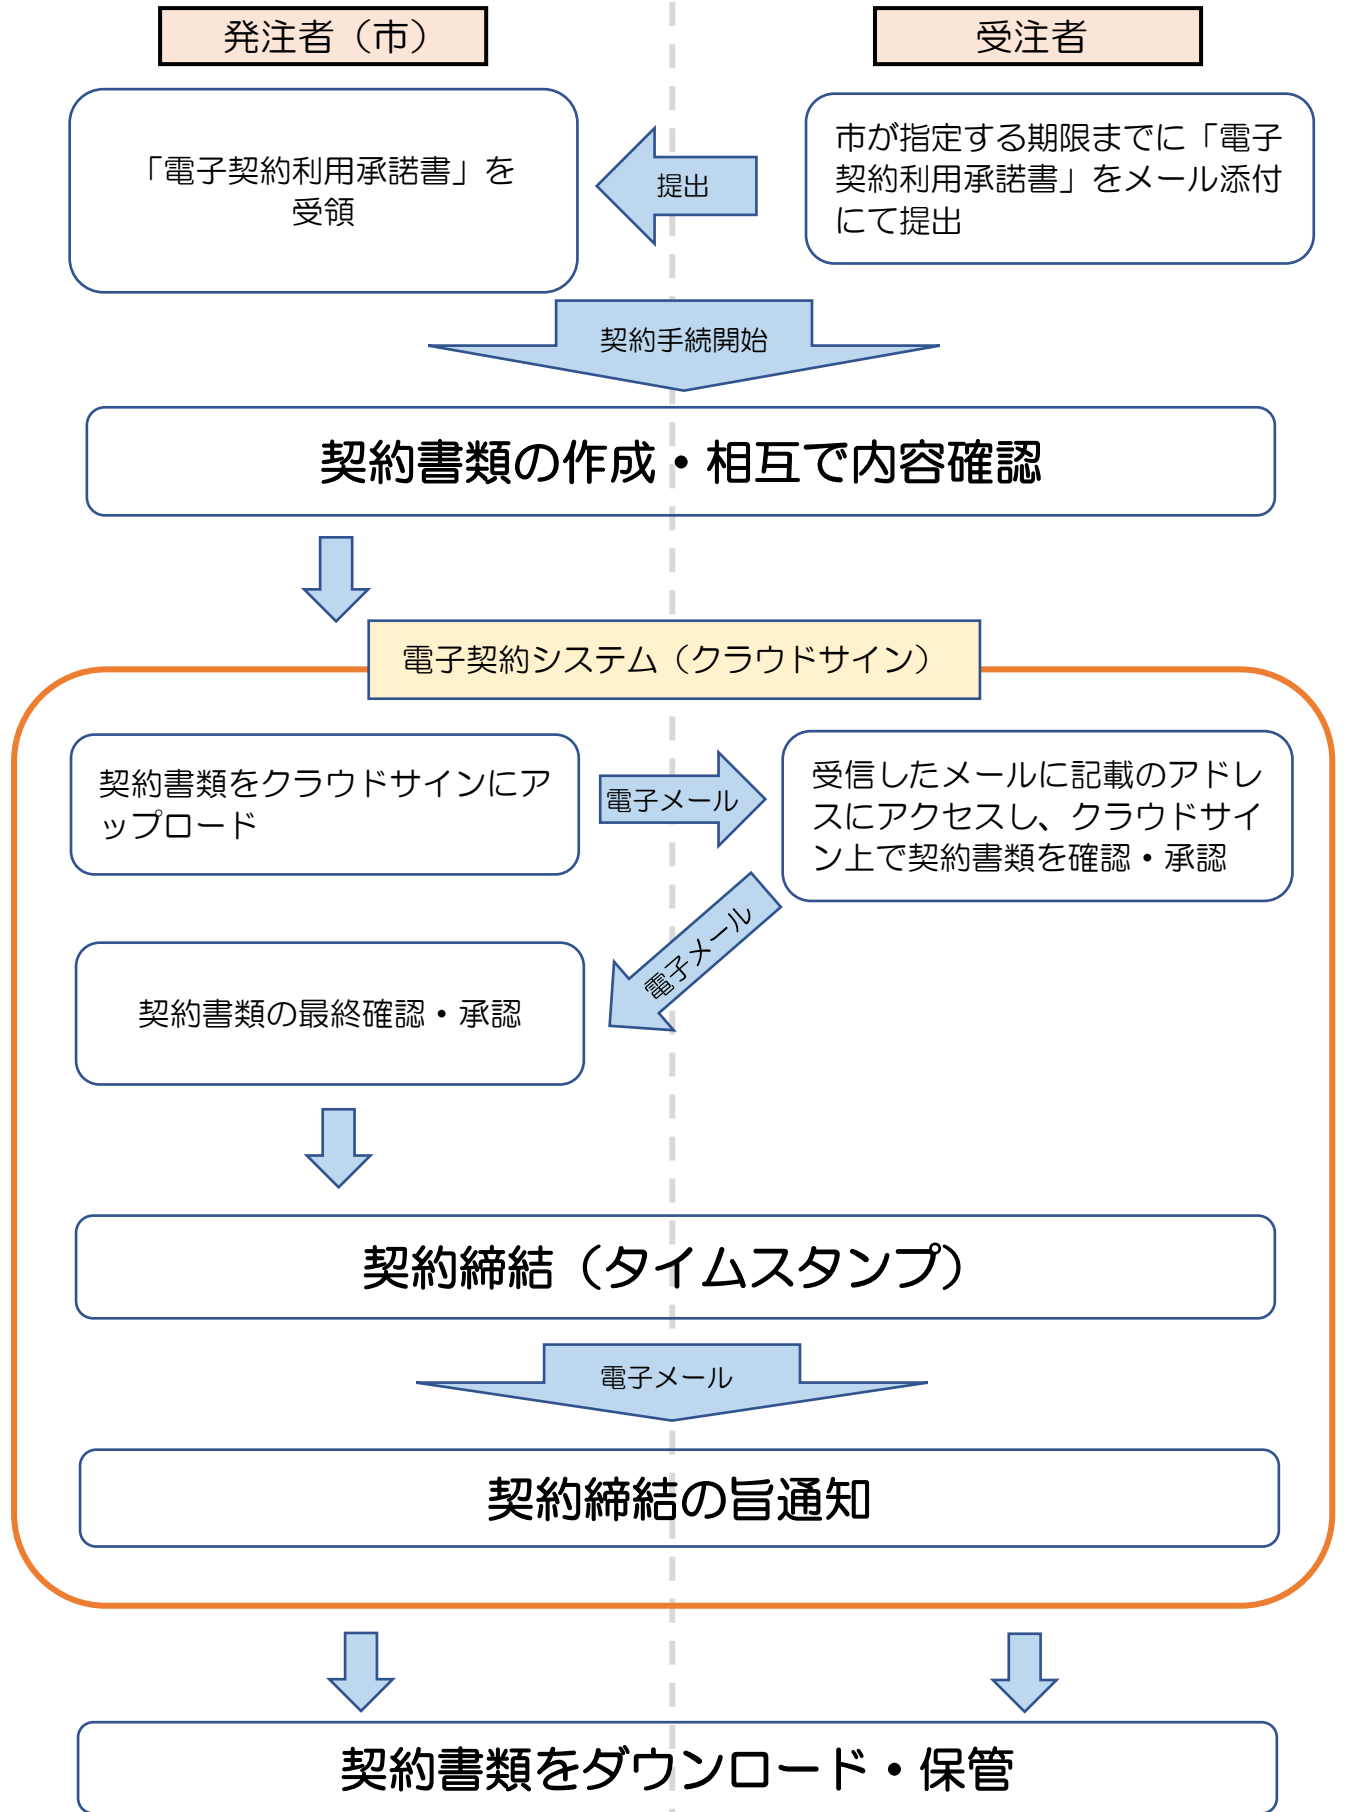 発注者（市）
受注者
「電子契約利用承諾書」を
受領
提出
市が指定する期限までに「電子
契約利用承諾書」をメール添付
にて提出
契約手続開始
契約書類の作成・相互で内容確認
電子契約システム（クラウドサイン）
契約書類をクラウドサインにア
ップロード
電子メール
受信したメールに記載のアドレ
スにアクセスし、クラウドサイ
ン上で契約書類を確認・承認
電子メール
契約書類の最終確認・承認
契約締結（タイムスタンプ）
電子メール
契約締結の旨通知
契約書類をダウンロード・保管